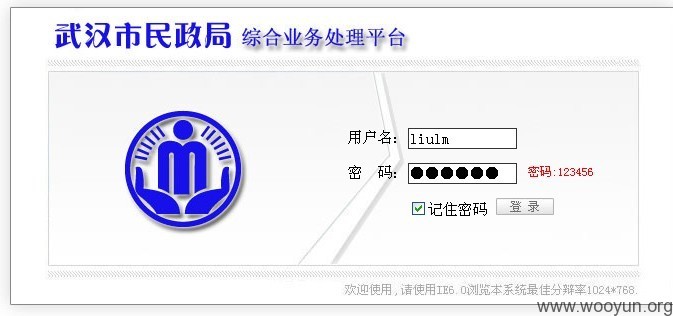 武汉市民政局 综合业务处理平台
用户名： liulm
密 码： ●●●●●● 密码:123456
记住密码 登 录
欢迎使用,请使用IE6.0浏览本系统最佳分辩率1024*768.
www.wooyun.org